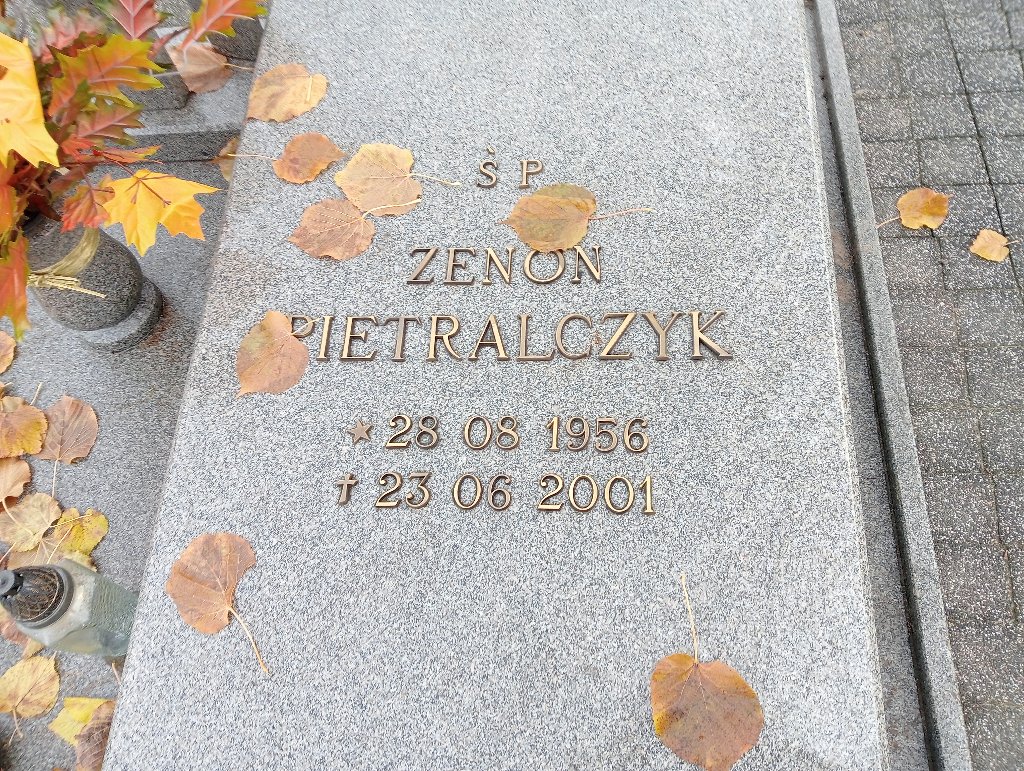 Ś P
ZENON
PIETRALCZYK
★ 28 08 1956
✝ 23 06 2001